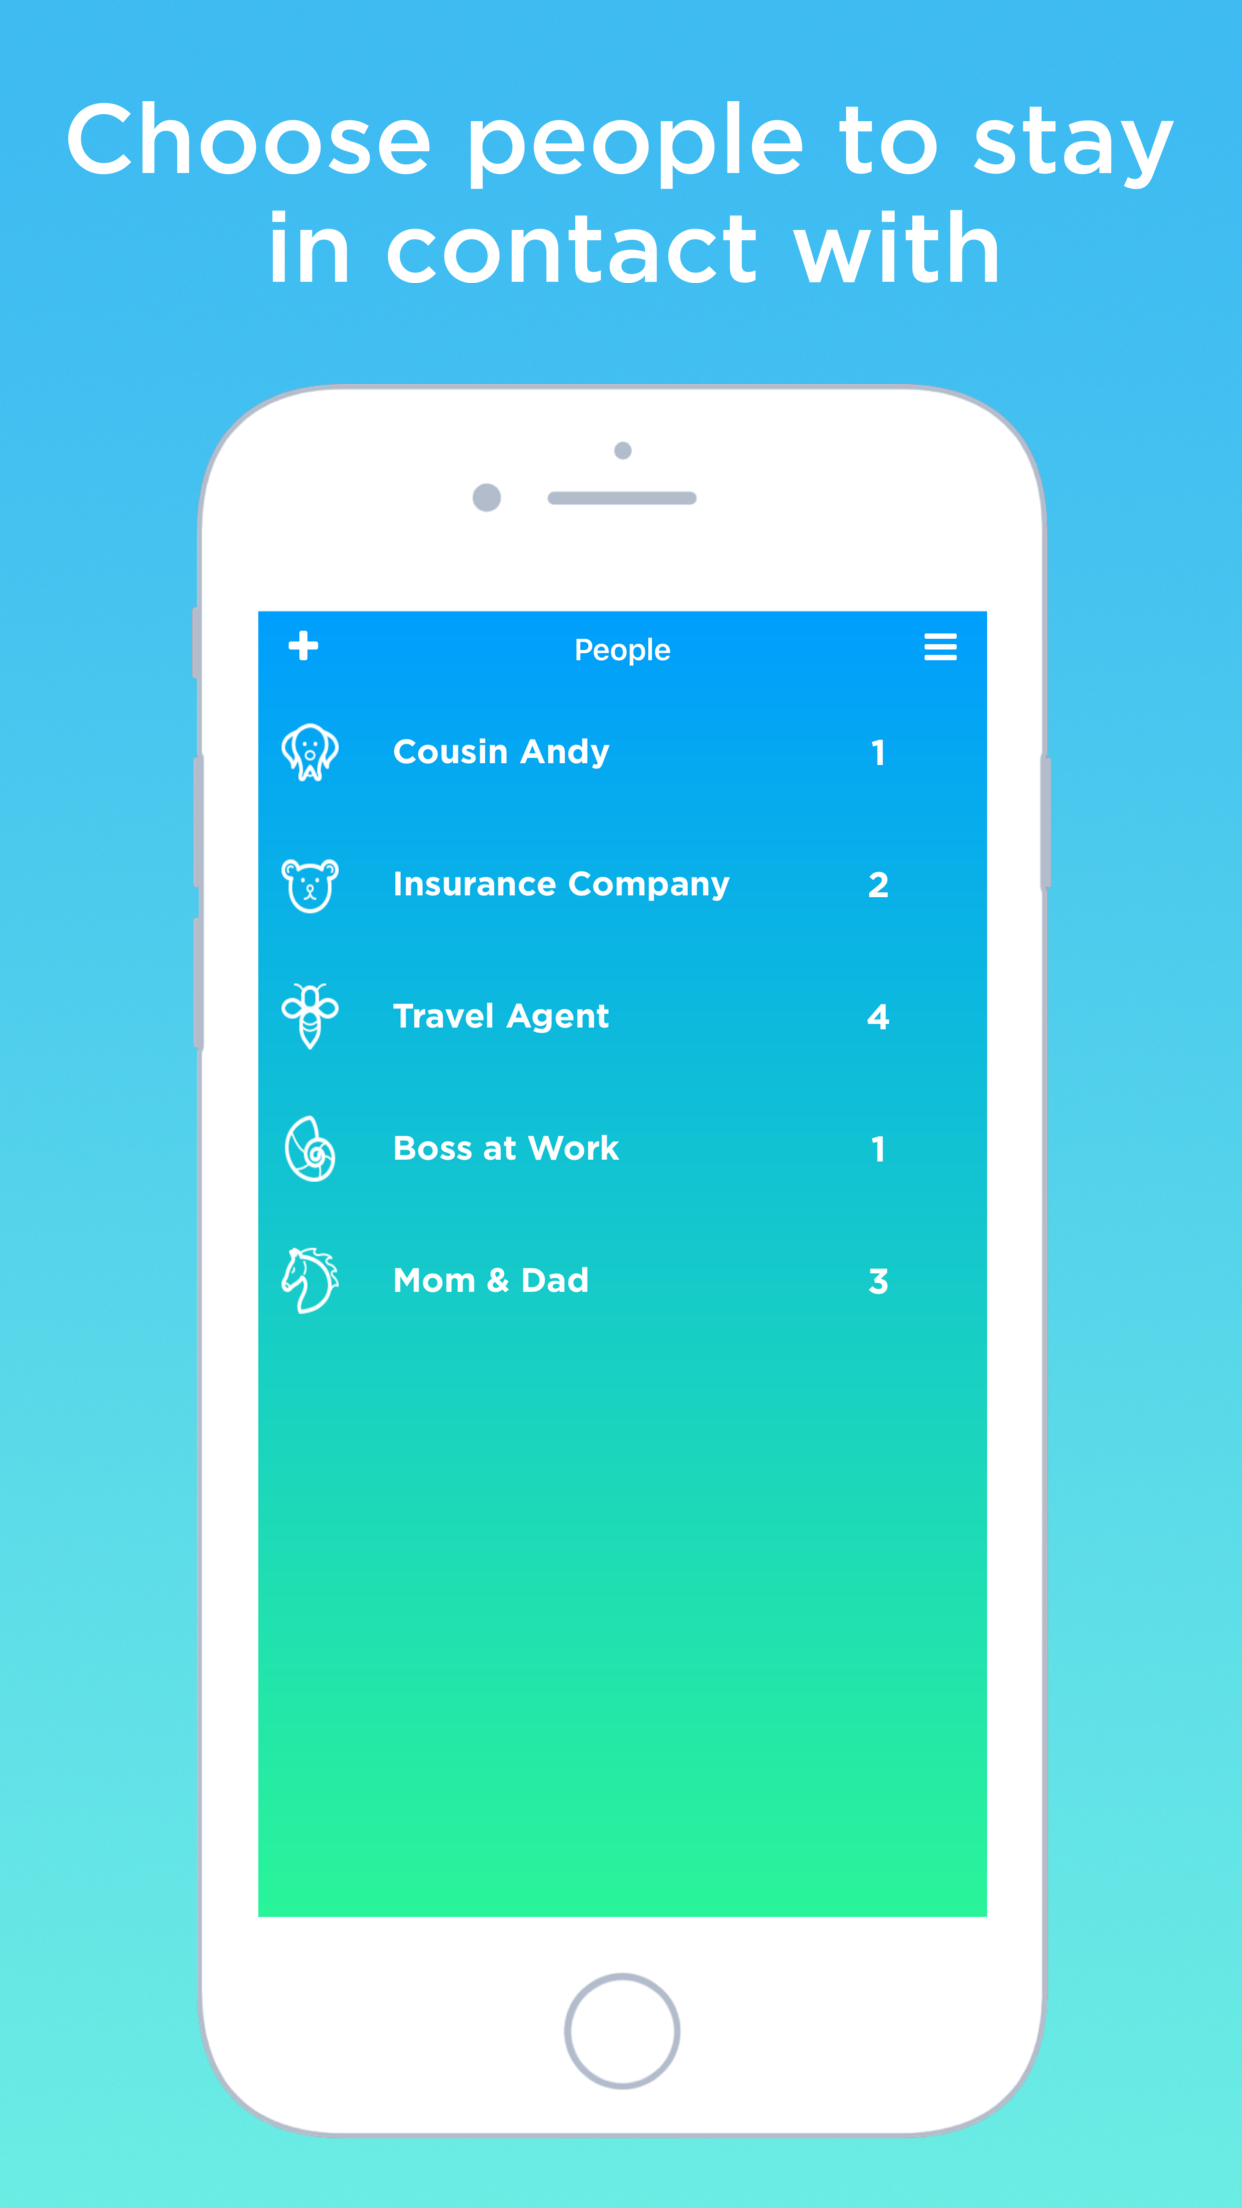 Choose people to stay
in contact with
People
Cousin Andy 1
Insurance Company 2
Travel Agent 4
Boss at Work 1
Mom & Dad 3